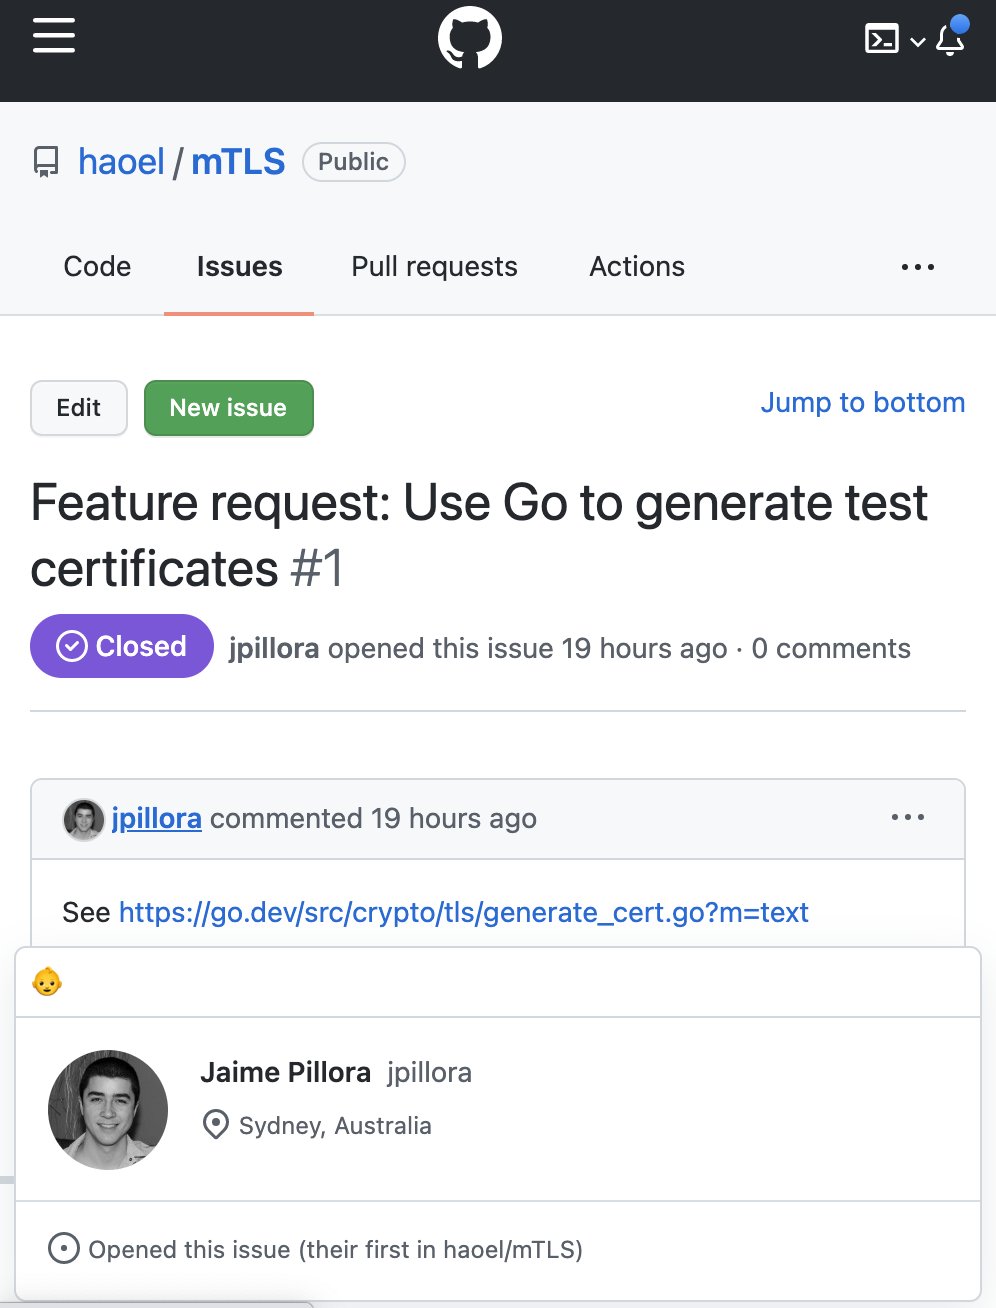 haoel / mTLS Public
Code Issues Pull requests Actions
Edit New issue Jump to bottom
Feature request: Use Go to generate test
certificates #1
Closed jpillora opened this issue 19 hours ago · 0 comments
jpillora commented 19 hours ago
See https://go.dev/src/crypto/tls/generate_cert.go?m=text
Jaime Pillora jpillora
Sydney, Australia
Opened this issue (their first in haoel/mTLS)